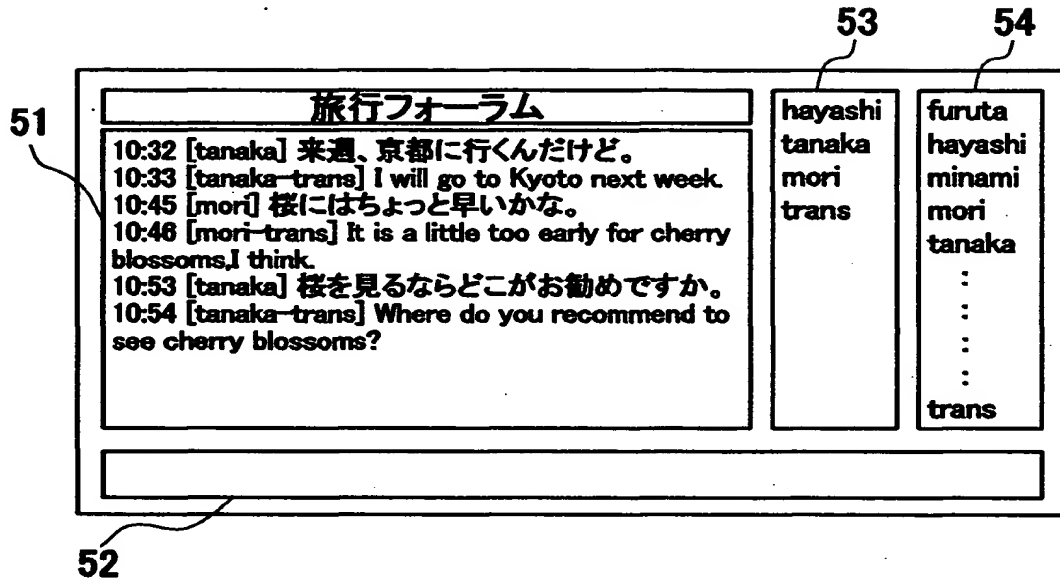 53
54
51
旅行フォーラム
10:32 [tanaka] 来週、京都に行くんだけど。
10:33 [tanaka-trans] I will go to Kyoto next week.
10:45 [mori] 桜にはちょっと早いかな。
10:46 [mori-trans] It is a little too early for cherry
blossoms,I think.
10:53 [tanaka] 桜を見るならどこがお勧めですか。
10:54 [tanaka-trans] Where do you recommend to
see cherry blossoms?
hayashi
tanaka
mori
trans
furuta
hayashi
minami
mori
tanaka
:
:
:
:
trans
52